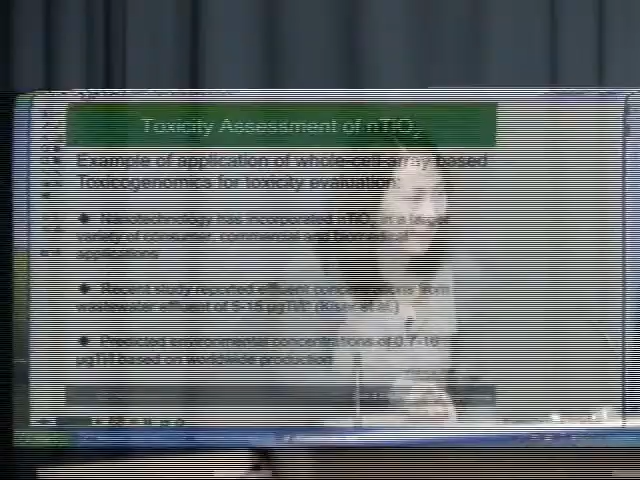 Toxicity Assessment of nTiO2
Example of application of whole-cell-array based
Toxicogenomics for toxicity evaluation:
◆ Nanotechnology has incorporated nTiO2 in a larger
variety of consumer, commercial and biomedical
applications
◆ Recent study reported effluent concentrations from
wastewater effluent of 5-15 µgTi/l (Kiser et al.)
◆ Predicted environmental concentrations of 0.7-16
µgTi/l based on worldwide production